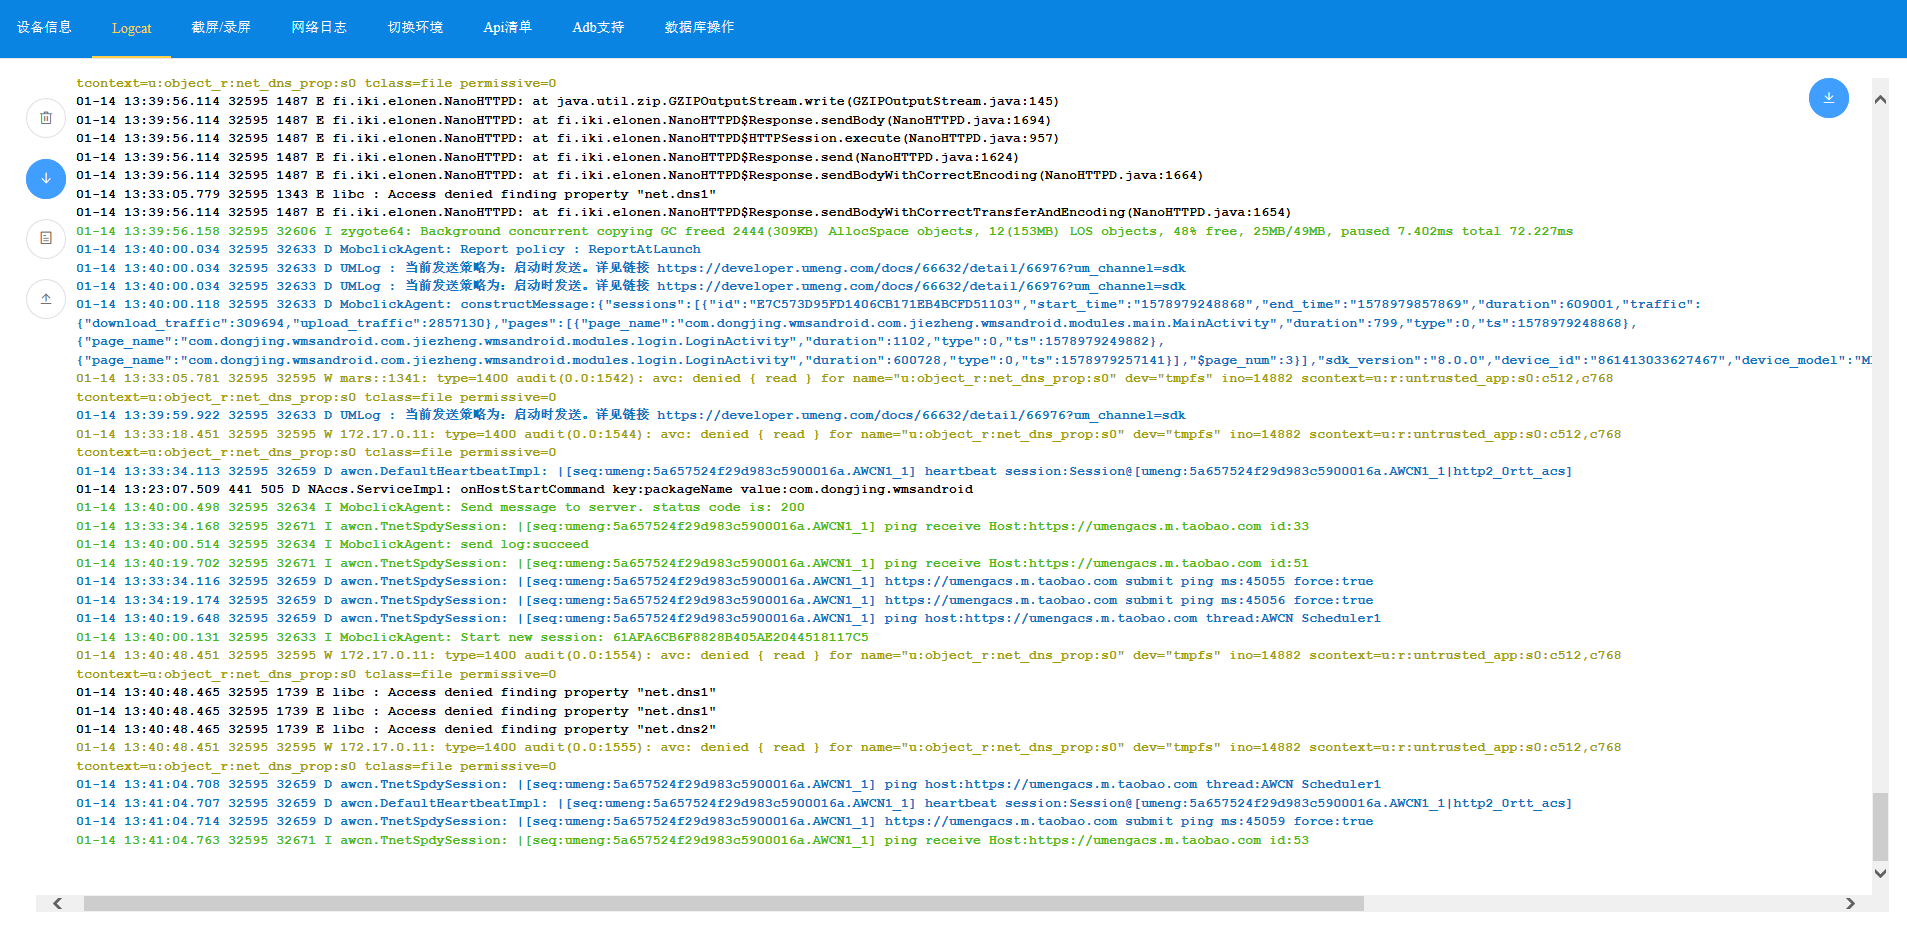 设备信息 Logcat 截屏/录屏 网络日志 切换环境 Api清单 Adb支持 数据库操作
tcontext=u:object_r:net_dns_prop:s0 tclass=file permissive=0
01-14 13:39:56.114 32595 1487 E fi.iki.elonen.NanoHTTPD: at java.util.zip.GZIPOutputStream.write(GZIPOutputStream.java:145)
01-14 13:39:56.114 32595 1487 E fi.iki.elonen.NanoHTTPD: at fi.iki.elonen.NanoHTTPD$Response.sendBody(NanoHTTPD.java:1694)
01-14 13:39:56.114 32595 1487 E fi.iki.elonen.NanoHTTPD: at fi.iki.elonen.NanoHTTPD$HTTPSession.execute(NanoHTTPD.java:957)
01-14 13:39:56.114 32595 1487 E fi.iki.elonen.NanoHTTPD: at fi.iki.elonen.NanoHTTPD$Response.send(NanoHTTPD.java:1624)
01-14 13:39:56.114 32595 1487 E fi.iki.elonen.NanoHTTPD: at fi.iki.elonen.NanoHTTPD$Response.sendBodyWithCorrectEncoding(NanoHTTPD.java:1664)
01-14 13:33:05.779 32595 1343 E libc : Access denied finding property "net.dns1"
01-14 13:39:56.114 32595 1487 E fi.iki.elonen.NanoHTTPD: at fi.iki.elonen.NanoHTTPD$Response.sendBodyWithCorrectTransferAndEncoding(NanoHTTPD.java:1654)
01-14 13:39:56.158 32595 32606 I zygote64: Background concurrent copying GC freed 2444(309KB) AllocSpace objects, 12(153MB) LOS objects, 48% free, 25MB/49MB, paused 7.402ms total 72.227ms
01-14 13:40:00.034 32595 32633 D MobclickAgent: Report policy : ReportAtLaunch
01-14 13:40:00.034 32595 32633 D UMLog : 当前发送策略为：启动时发送。详见链接 https://developer.umeng.com/docs/66632/detail/66976?um_channel=sdk
01-14 13:40:00.034 32595 32633 D UMLog : 当前发送策略为：启动时发送。详见链接 https://developer.umeng.com/docs/66632/detail/66976?um_channel=sdk
01-14 13:40:00.118 32595 32633 D MobclickAgent: constructMessage:{"sessions":[{"id":"E7C573D95FD1406CB171EB4BCFD51103","start_time":"1578979248868","end_time":"1578979857869","duration":609001,"traffic":
{"download_traffic":309694,"upload_traffic":2857130},"pages":[{"page_name":"com.dongjing.wmsandroid.com.jiezheng.wmsandroid.modules.main.MainActivity","duration":799,"type":0,"ts":1578979248868},
{"page_name":"com.dongjing.wmsandroid.com.jiezheng.wmsandroid.modules.login.LoginActivity","duration":1102,"type":0,"ts":1578979249882},
{"page_name":"com.dongjing.wmsandroid.com.jiezheng.wmsandroid.modules.login.LoginActivity","duration":600728,"type":0,"ts":1578979257141}],"$page_num":3}],"sdk_version":"8.0.0","device_id":"861413033627467","device_model":"M
01-14 13:33:05.781 32595 32595 W mars::1341: type=1400 audit(0.0:1542): avc: denied { read } for name="u:object_r:net_dns_prop:s0" dev="tmpfs" ino=14882 scontext=u:r:untrusted_app:s0:c512,c768
tcontext=u:object_r:net_dns_prop:s0 tclass=file permissive=0
01-14 13:39:59.922 32595 32633 D UMLog : 当前发送策略为：启动时发送。详见链接 https://developer.umeng.com/docs/66632/detail/66976?um_channel=sdk
01-14 13:33:18.451 32595 32595 W 172.17.0.11: type=1400 audit(0.0:1544): avc: denied { read } for name="u:object_r:net_dns_prop:s0" dev="tmpfs" ino=14882 scontext=u:r:untrusted_app:s0:c512,c768
tcontext=u:object_r:net_dns_prop:s0 tclass=file permissive=0
01-14 13:33:34.113 32595 32659 D awcn.DefaultHeartbeatImpl: |[seq:umeng:5a657524f29d983c5900016a.AWCN1_1] heartbeat session:Session@[umeng:5a657524f29d983c5900016a.AWCN1_1|http2_0rtt_acs]
01-14 13:23:07.509 441 505 D NAccs.ServiceImpl: onHostStartCommand key:packageName value:com.dongjing.wmsandroid
01-14 13:40:00.498 32595 32634 I MobclickAgent: Send message to server. status code is: 200
01-14 13:33:34.168 32595 32671 I awcn.TnetSpdySession: |[seq:umeng:5a657524f29d983c5900016a.AWCN1_1] ping receive Host:https://umengacs.m.taobao.com id:33
01-14 13:40:00.514 32595 32634 I MobclickAgent: send log:succeed
01-14 13:40:19.702 32595 32671 I awcn.TnetSpdySession: |[seq:umeng:5a657524f29d983c5900016a.AWCN1_1] ping receive Host:https://umengacs.m.taobao.com id:51
01-14 13:33:34.116 32595 32659 D awcn.TnetSpdySession: |[seq:umeng:5a657524f29d983c5900016a.AWCN1_1] https://umengacs.m.taobao.com submit ping ms:45055 force:true
01-14 13:34:19.174 32595 32659 D awcn.TnetSpdySession: |[seq:umeng:5a657524f29d983c5900016a.AWCN1_1] https://umengacs.m.taobao.com submit ping ms:45056 force:true
01-14 13:40:19.648 32595 32659 D awcn.TnetSpdySession: |[seq:umeng:5a657524f29d983c5900016a.AWCN1_1] ping host:https://umengacs.m.taobao.com thread:AWCN Scheduler1
01-14 13:40:00.131 32595 32633 I MobclickAgent: Start new session: 61AFA6CB6F8828B405AE2044518117C5
01-14 13:40:48.451 32595 32595 W 172.17.0.11: type=1400 audit(0.0:1554): avc: denied { read } for name="u:object_r:net_dns_prop:s0" dev="tmpfs" ino=14882 scontext=u:r:untrusted_app:s0:c512,c768
tcontext=u:object_r:net_dns_prop:s0 tclass=file permissive=0
01-14 13:40:48.465 32595 1739 E libc : Access denied finding property "net.dns1"
01-14 13:40:48.465 32595 1739 E libc : Access denied finding property "net.dns1"
01-14 13:40:48.465 32595 1739 E libc : Access denied finding property "net.dns2"
01-14 13:40:48.451 32595 32595 W 172.17.0.11: type=1400 audit(0.0:1555): avc: denied { read } for name="u:object_r:net_dns_prop:s0" dev="tmpfs" ino=14882 scontext=u:r:untrusted_app:s0:c512,c768
tcontext=u:object_r:net_dns_prop:s0 tclass=file permissive=0
01-14 13:41:04.708 32595 32659 D awcn.TnetSpdySession: |[seq:umeng:5a657524f29d983c5900016a.AWCN1_1] ping host:https://umengacs.m.taobao.com thread:AWCN Scheduler1
01-14 13:41:04.707 32595 32659 D awcn.DefaultHeartbeatImpl: |[seq:umeng:5a657524f29d983c5900016a.AWCN1_1] heartbeat session:Session@[umeng:5a657524f29d983c5900016a.AWCN1_1|http2_0rtt_acs]
01-14 13:41:04.714 32595 32659 D awcn.TnetSpdySession: |[seq:umeng:5a657524f29d983c5900016a.AWCN1_1] https://umengacs.m.taobao.com submit ping ms:45059 force:true
01-14 13:41:04.763 32595 32671 I awcn.TnetSpdySession: |[seq:umeng:5a657524f29d983c5900016a.AWCN1_1] ping receive Host:https://umengacs.m.taobao.com id:53